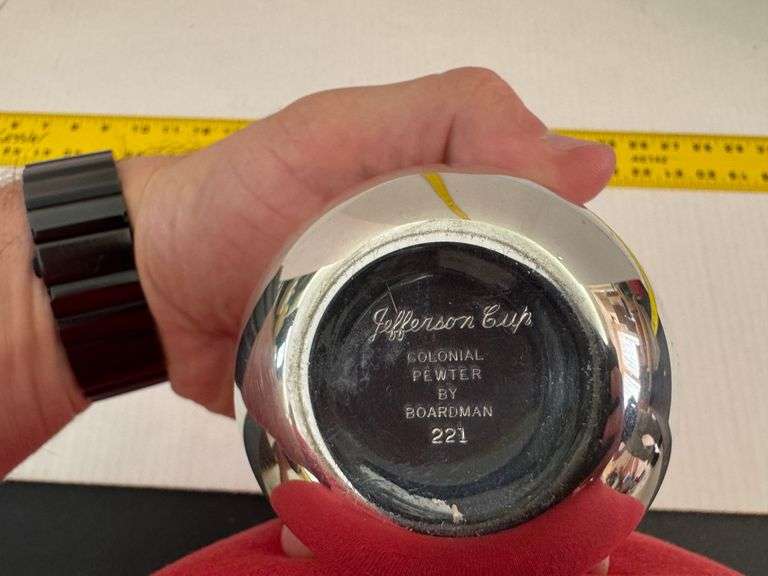 Jefferson Cup
COLONIAL
PEWTER
BY
BOARDMAN
221